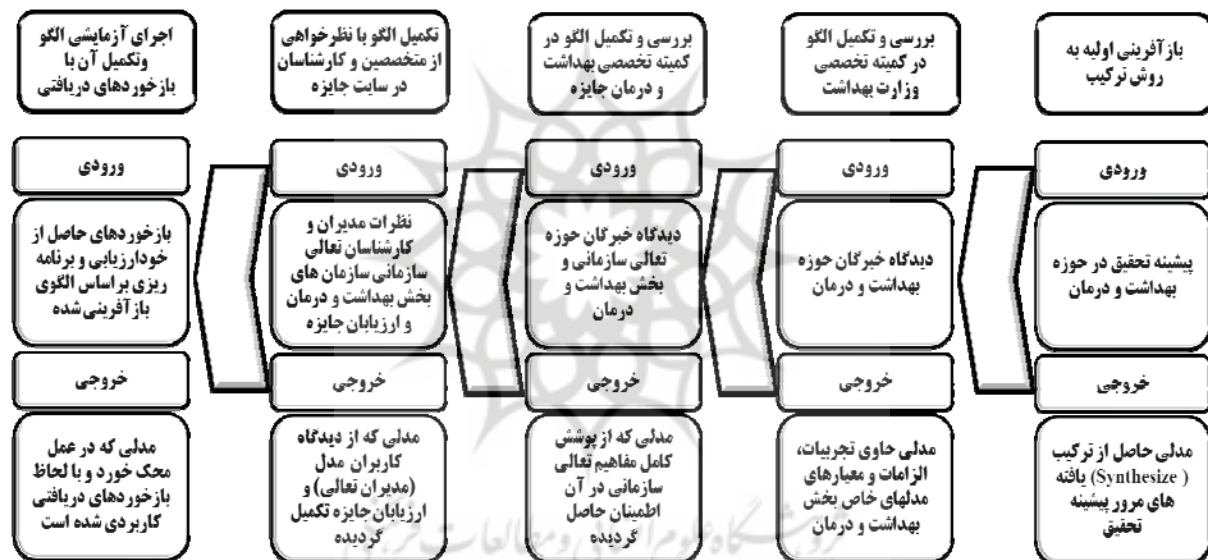 بازآفرینی اولیه به
روش ترکیب
ورودی
پیشینه تحقیق در حوزه
بهداشت و درمان
خروجی
مدلی حاصل از ترکیب
( Synthesize) یافته
های مرور پیشینه
تحقیق
بررسی و تکمیل الگو
در کمیته تخصصی
وزارت بهداشت
ورودی
دیدگاه خبرگان حوزه
بهداشت و درمان
خروجی
مدلی حاوی تجربیات،
الزامات و معیارهای
مدلهای خاص بخش
بهداشت و درمان
بررسی و تکمیل الگو در
کمیته تخصصی بهداشت
و درمان جایزه
ورودی
دیدگاه خبرگان حوزه
تعالی سازمانی و
بخش بهداشت و
درمان
خروجی
مدلی که از پوشش
کامل مفاهیم تعالی
سازمانی در آن
اطمینان حاصل
گردیده
تکمیل الگو با نظرخواهی
از متخصصین و کارشناسان
در سایت جایزه
ورودی
نظرات مدیران و
کارشناسان تعالی
سازمانی سازمان های
بخش بهداشت و درمان
و ارزیابان جایزه
خروجی
مدلی که از دیدگاه
کاربران مدل
(مدیران تعالی) و
ارزیابان جایزه تکمیل
گردیده
اجرای آزمایشی الگو
وتکمیل آن با
بازخوردهای دریافتی
ورودی
بازخوردهای حاصل از
خودارزیابی و برنامه
ریزی براساس الگوی
بازآفرینی شده
خروجی
مدلی که در عمل
محک خورد و با لحاظ
بازخوردهای دریافتی
کاربردی شده است
پژوهشگاه علوم انسانی و مطالعات فرهنگی